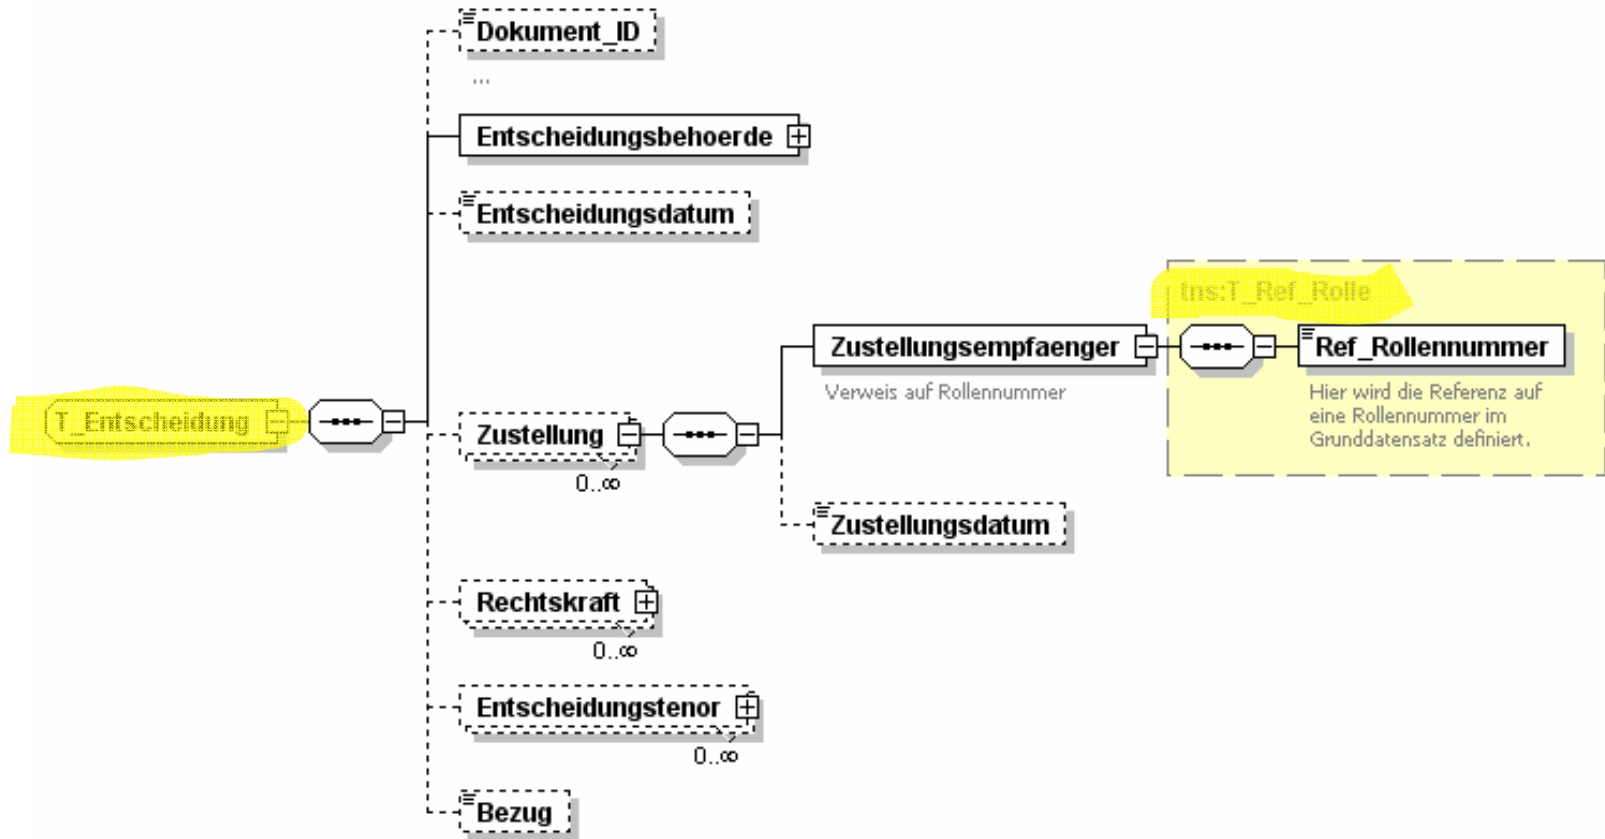 Dokument_ID
...
Entscheidungsbehoerde
Entscheidungsdatum
tns:T_Ref_Rolle
Zustellungsempfaenger
Ref_Rollennummer
Verweis auf Rollennummer
Hier wird die Referenz auf
eine Rollennummer im
Grunddatensatz definiert.
T_Entscheidung
Zustellung
0..∞
Zustellungsdatum
Rechtskraft
0..∞
Entscheidungstenor
0..∞
Bezug